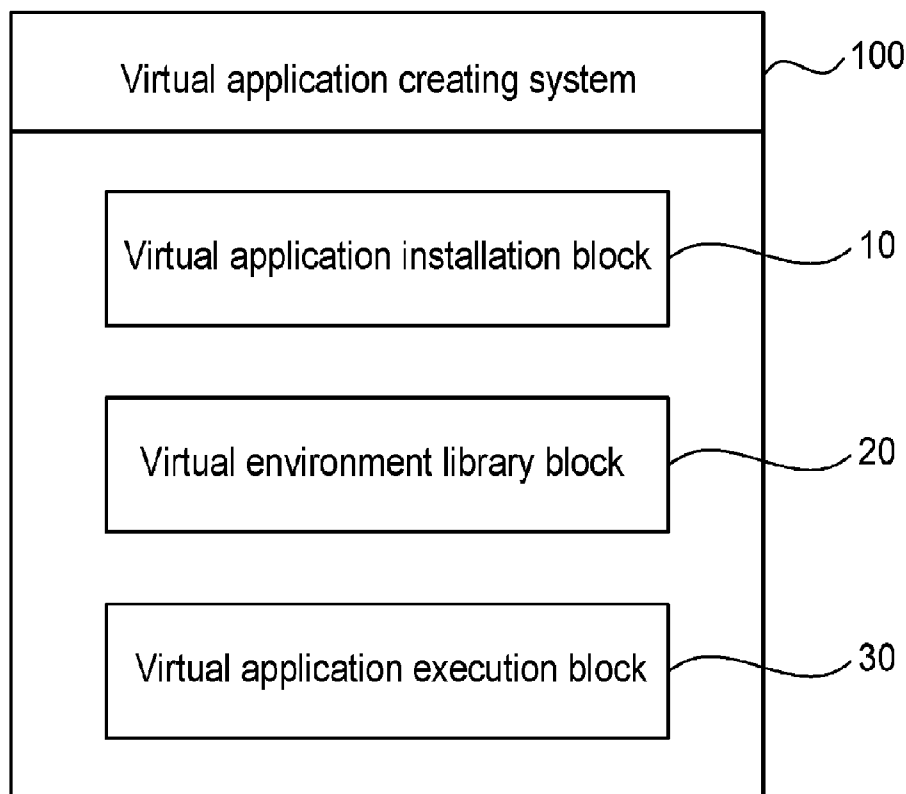 Virtual application creating system
100
Virtual application installation block
10
Virtual environment library block
20
Virtual application execution block
30